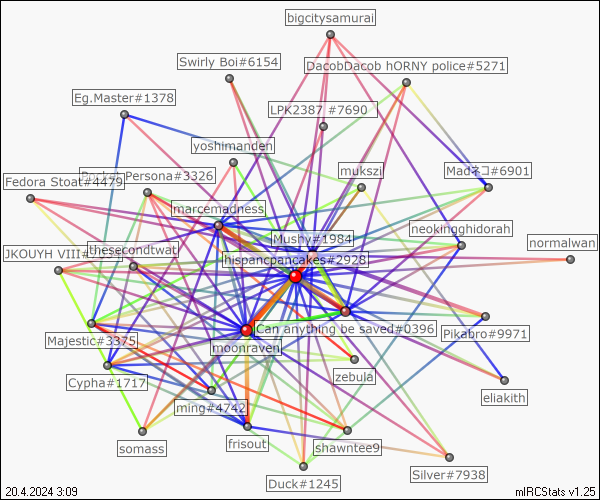 bigcitysamurai
Swirly Boi#6154
DacobDacob hORNY police#5271
Eg.Master#1378
LPK2387 #7690
yoshimanden
mukszi
Madネコ#6901
Persona#3326
Fedora Stoat#4479
marcemadness
neokingghidorah
Mushy#1984
normalwan
thesecondtwat
JKOUYH VIII#
hispancpancakes#2928
Can anything be saved#0396
Pikabro#9971
Majestic#3375
moonraven
zebula
Cypha#1717
eliakith
ming#4742
somass
frisout
shawntee9
Silver#7938
Duck#1245
20.4.2024 3:09
mIRCStats v1.25